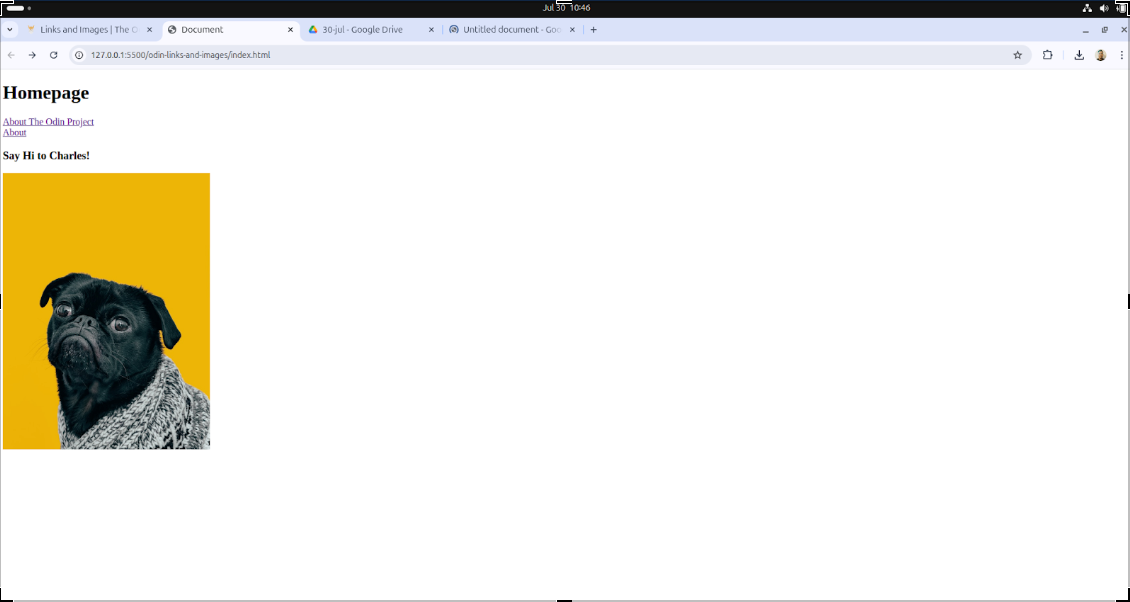 Jul 30 10:46
Links and Images | The O
Document
30-jul - Google Drive
Untitled document - Goo
127.0.0.1:5500/odin-links-and-images/index.html
Homepage
About The Odin Project
About
Say Hi to Charles!